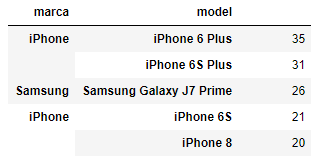 marca model
iPhone iPhone 6 Plus 35
iPhone 6S Plus 31
Samsung Samsung Galaxy J7 Prime 26
iPhone iPhone 6S 21
iPhone 8 20